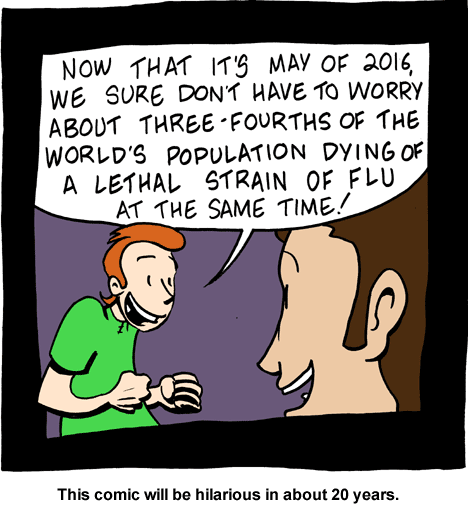 NOW THAT IT'S MAY OF 2016,
WE SURE DON'T HAVE TO WORRY
ABOUT THREE-FOURTHS OF THE
WORLD'S POPULATION DYING OF
A LETHAL STRAIN OF FLU
AT THE SAME TIME!
This comic will be hilarious in about 20 years.